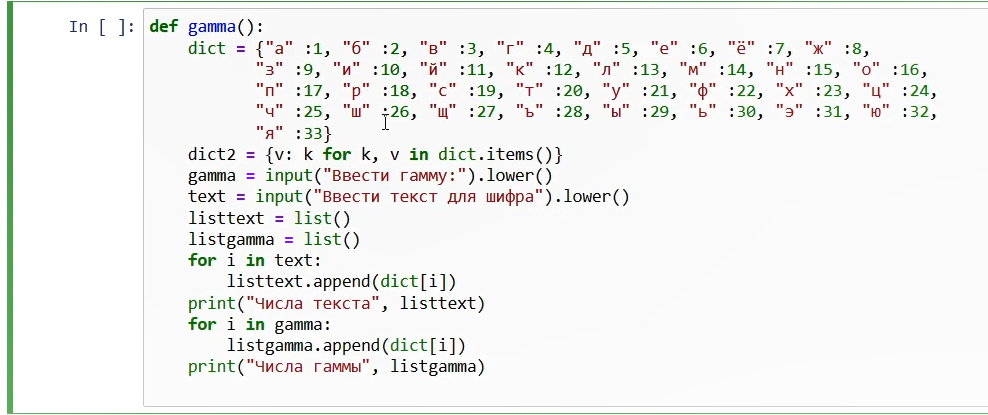 In [ ]: def gamma():
    dict = {"а" :1, "б" :2, "в" :3, "г" :4, "д" :5, "е" :6, "ё" :7, "ж" :8,
           "з" :9, "и" :10, "й" :11, "к" :12, "л" :13, "м" :14, "н" :15, "о" :16,
           "п" :17, "р" :18, "с" :19, "т" :20, "у" :21, "ф" :22, "х" :23, "ц" :24,
           "ч" :25, "ш" :26, "щ" :27, "ъ" :28, "ы" :29, "ь" :30, "э" :31, "ю" :32,
           "я" :33}
    dict2 = {v: k for k, v in dict.items()}
    gamma = input("Ввести гамму:").lower()
    text = input("Ввести текст для шифра").lower()
    listtext = list()
    listgamma = list()
    for i in text:
        listtext.append(dict[i])
    print("Числа текста", listtext)
    for i in gamma:
        listgamma.append(dict[i])
    print("Числа гаммы", listgamma)